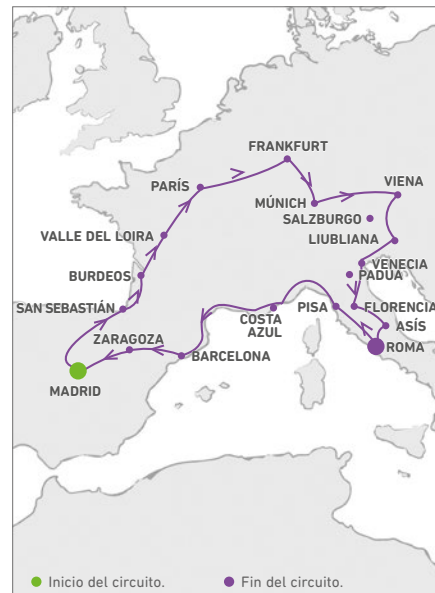 FRANKFURT
PARÍS
VIENA
MÚNICH
SALZBURGO
VALLE DEL LOIRA
LIUBLIANA
VENECIA
PADUA
BURDEOS
SAN SEBASTIÁN
COSTA
AZUL
PISA
FLORENCIA
ASÍS
ZARAGOZA
BARCELONA
ROMA
MADRID
Inicio del circuito.
Fin del circuito.